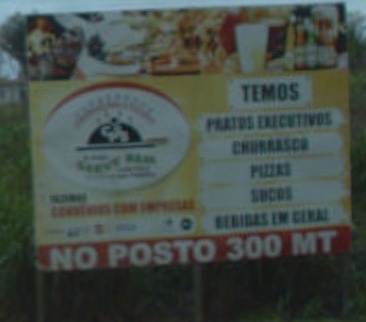 TEMOS
PRATOS EXECUTIVOS
CHURRASCO
PIZZAS
SUCOS
BEBIDAS EM GERAL
FAZEMOS
CONVÊNIOS COM EMPRESAS
NO POSTO 300 MT